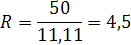 R = 50 / 11,11 = 4,5